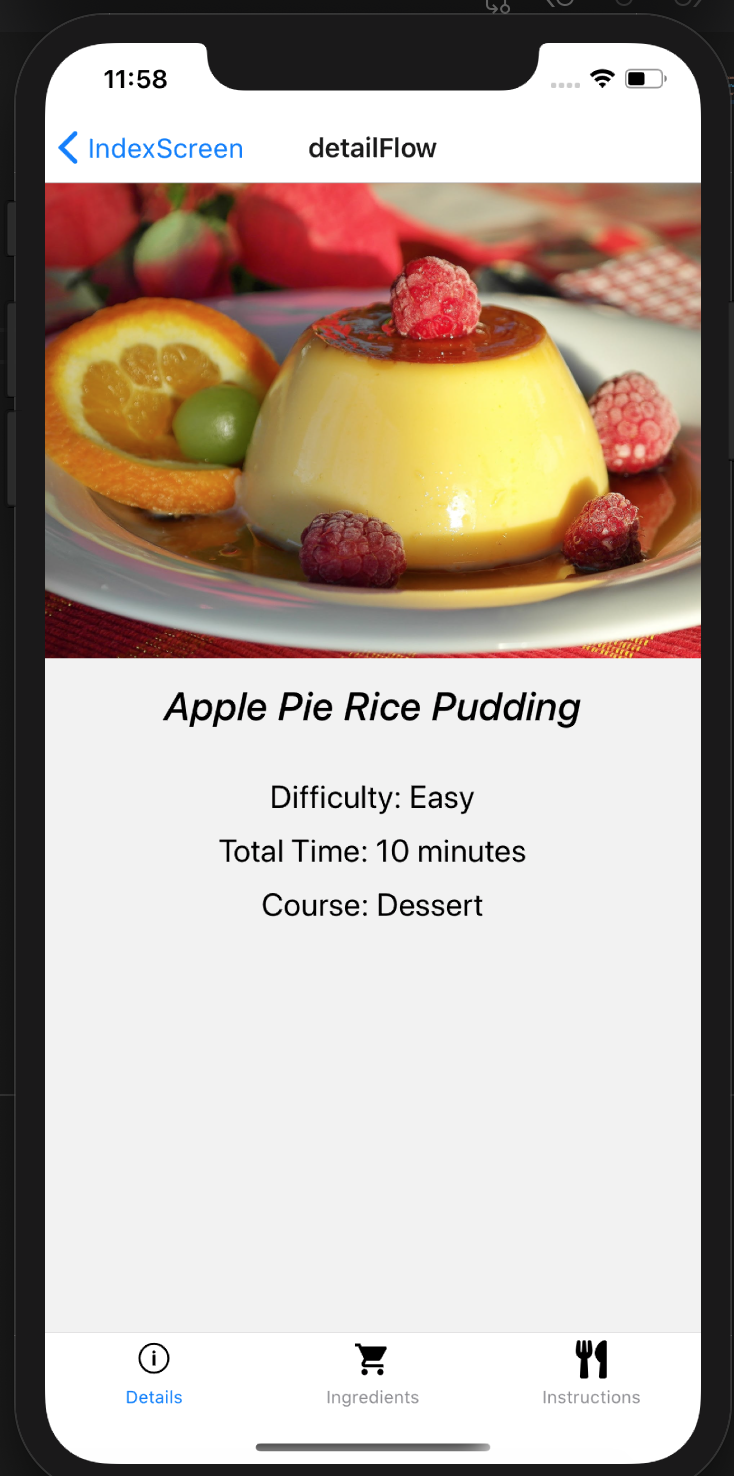 11:58
IndexScreen detailFlow
Apple Pie Rice Pudding
Difficulty: Easy
Total Time: 10 minutes
Course: Dessert
Details Ingredients Instructions